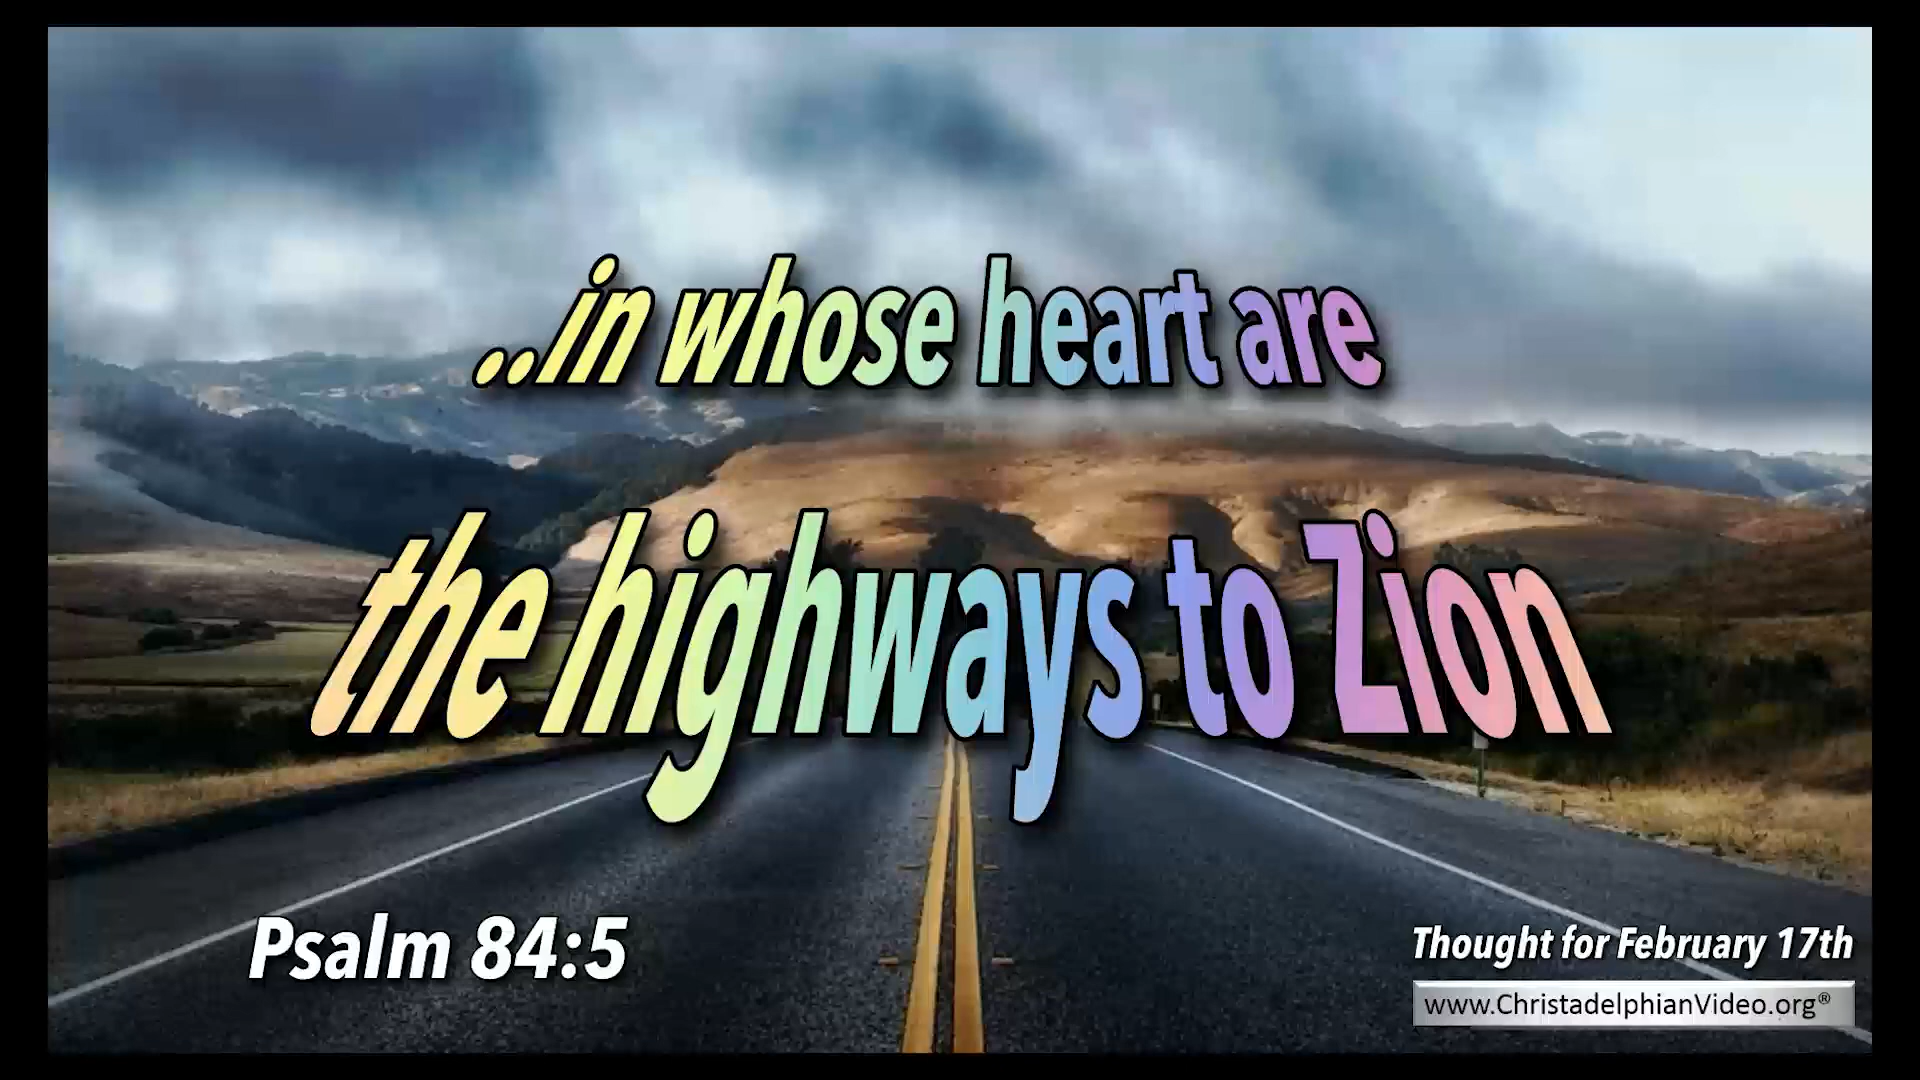 ..in whose heart are
the highways to Zion
Psalm 84:5
Thought for February 17th
www.ChristadelphianVideo.org®